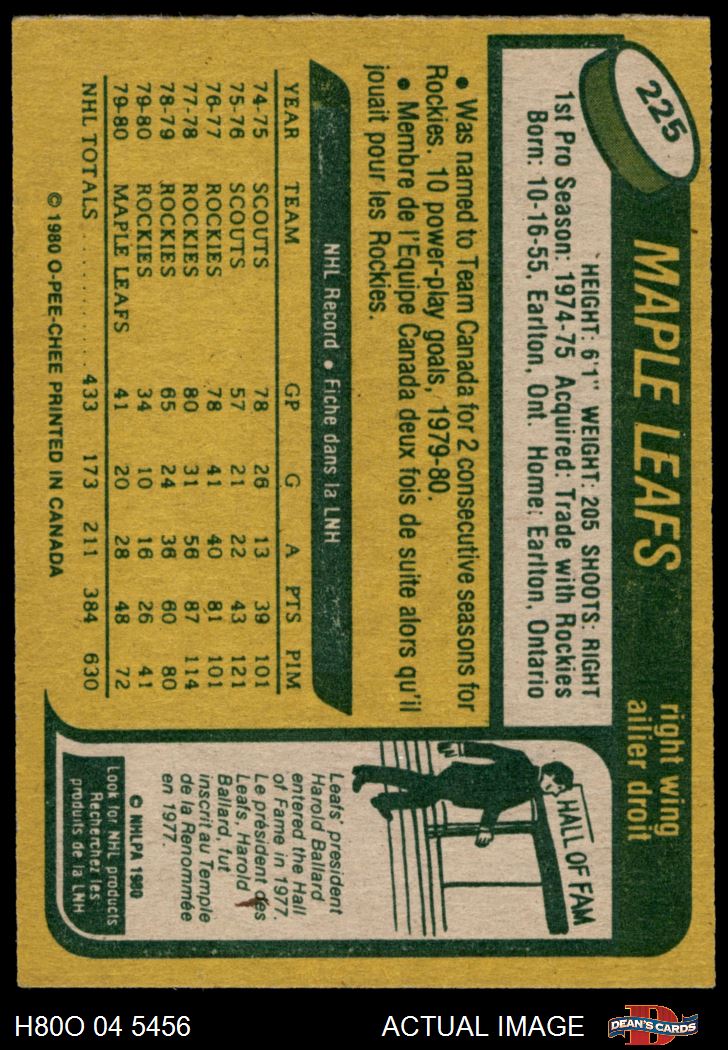 225
MAPLE LEAFS
right wing
ailier droit
HEIGHT: 6'1" WEIGHT: 205 SHOOTS: RIGHT
1st Pro Season: 1974-75 Acquired: Trade with Rockies
Born: 10-16-55, Earlton, Ont. Home: Earlton, Ontario
• Was named to Team Canada for 2 consecutive seasons for
Rockies. 10 power-play goals, 1979-80.
• Membre de l'Equipe Canada deux fois de suite alors qu'il
jouait pour les Rockies.
NHL Record • Fiche dans la LNH
YEAR TEAM GP G A PTS PIM
74-75 SCOUTS 78 26 13 39 101
75-76 SCOUTS 57 21 22 43 121
76-77 ROCKIES 78 41 40 81 101
77-78 ROCKIES 80 31 56 87 114
78-79 ROCKIES 65 24 36 60 80
79-80 ROCKIES 34 10 16 26 41
79-80 MAPLE LEAFS 41 20 28 48 72
NHL TOTALS .......... 433 173 211 384 630
© 1980 O-PEE-CHEE PRINTED IN CANADA
HALL OF FAM
Leafs' president
Harold Ballard
entered the Hall
of Fame in 1977.
Le président des
Leafs, Harold
Ballard, fut
inscrit au Temple
de la Renommée
en 1977.
© NHLPA 1980
Look for NHL products
Recherchez les
produits de la LNH
H80O 04 5456
ACTUAL IMAGE
D
DEAN'S CARDS